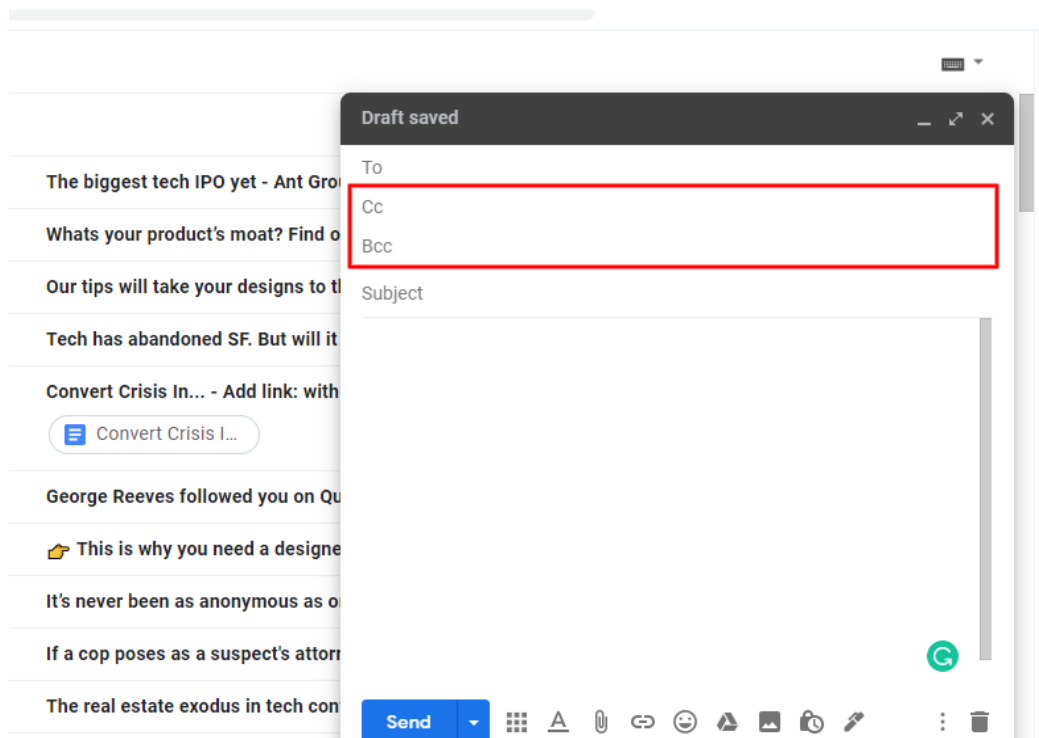 Draft saved
To
Cc
Bcc
Subject
The biggest tech IPO yet - Ant Gro
Whats your product's moat? Find o
Our tips will take your designs to t
Tech has abandoned SF. But will it
Convert Crisis In... - Add link: with
Convert Crisis I...
George Reeves followed you on Qu
👉 This is why you need a designe
It's never been as anonymous as o
If a cop poses as a suspect's attor
The real estate exodus in tech con
Send